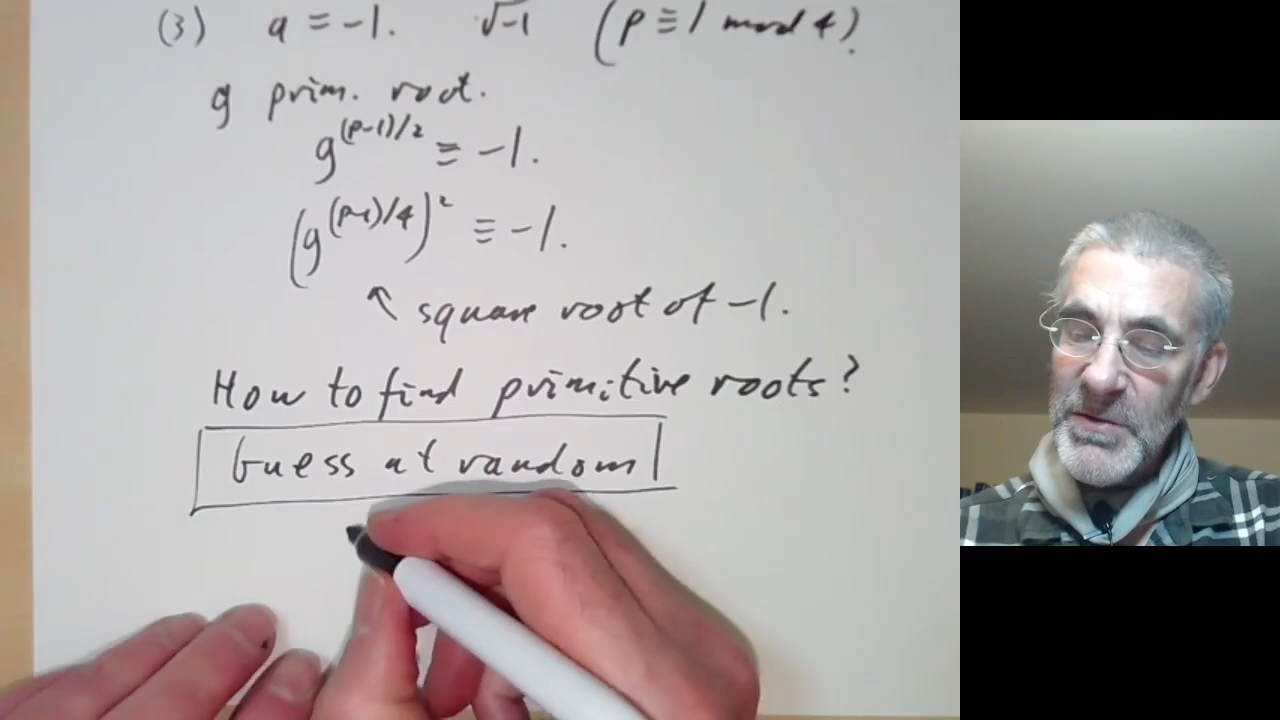 (3) a ≡ -1. √-1 (p ≡ 1 mod 4).
g prim. root.
g^{(p-1)/2} ≡ -1.
(g^{(p-1)/4})^2 ≡ -1.
↖ square root of -1.
How to find primitive roots?
Guess at random